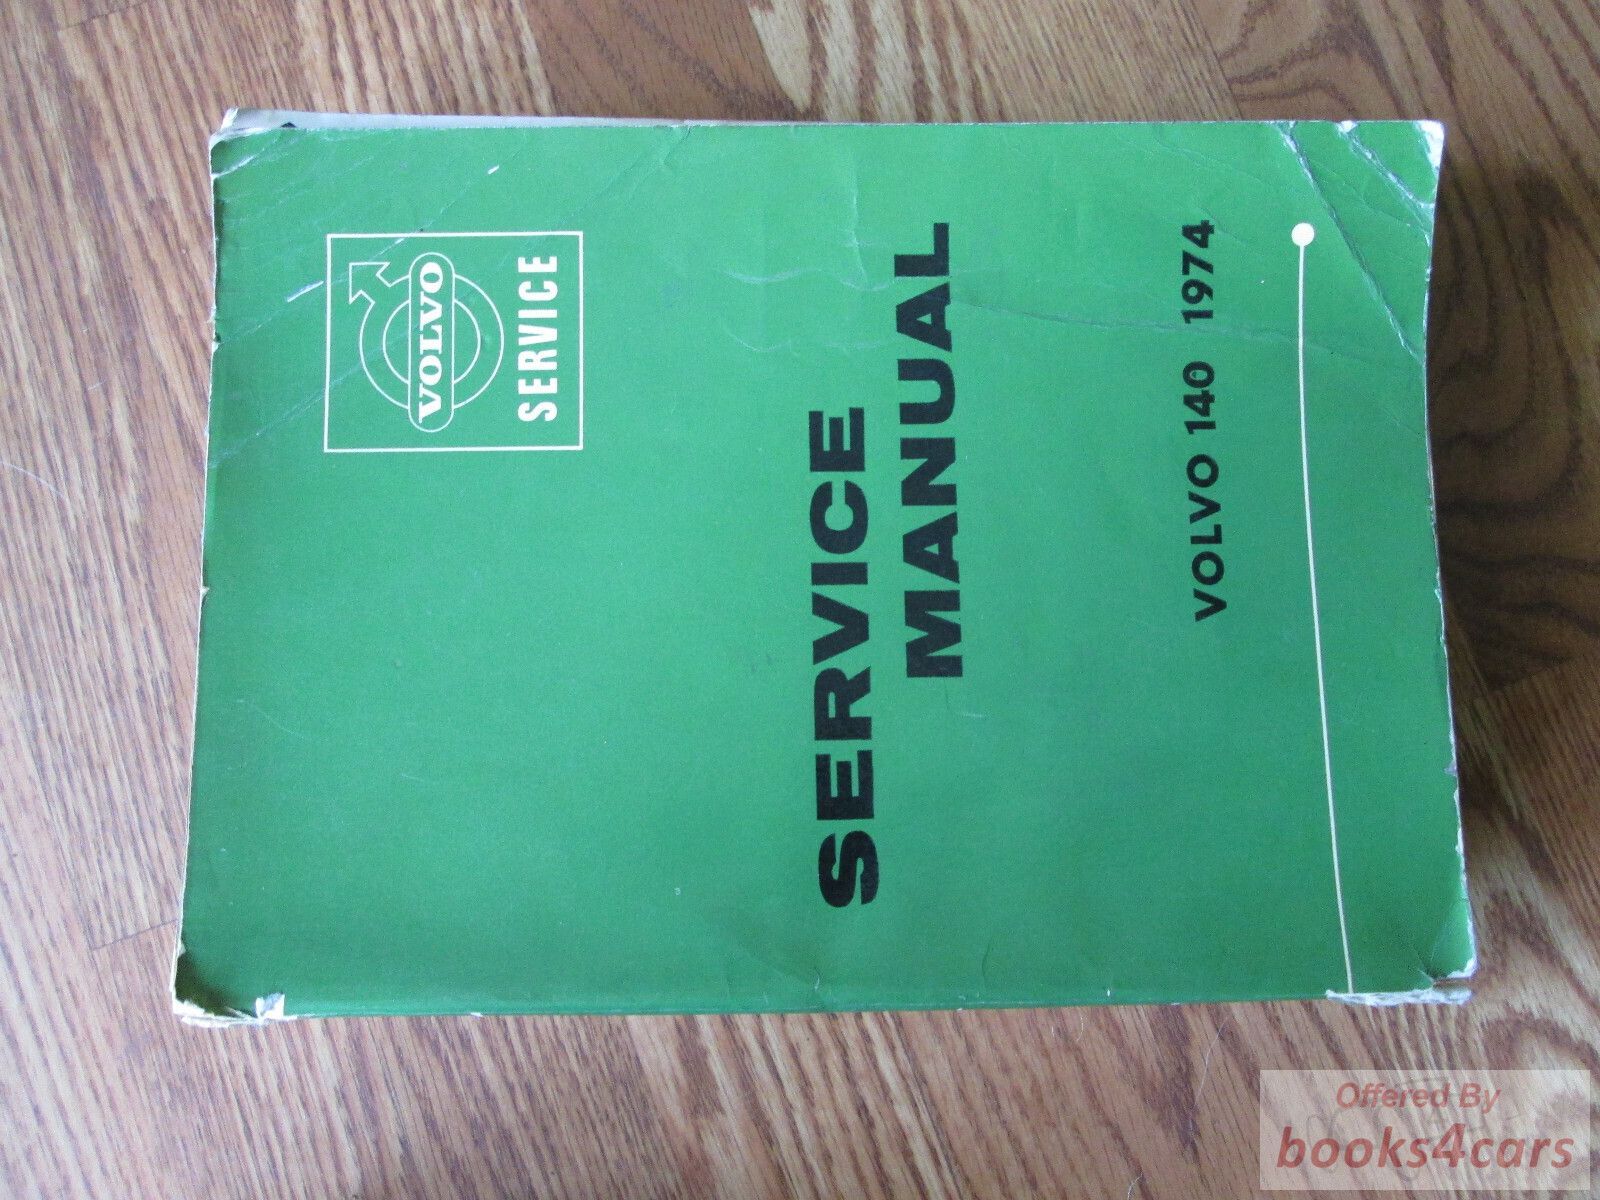 VOLVO
SERVICE
SERVICE
MANUAL
VOLVO 140 1974
Offered By
books4cars